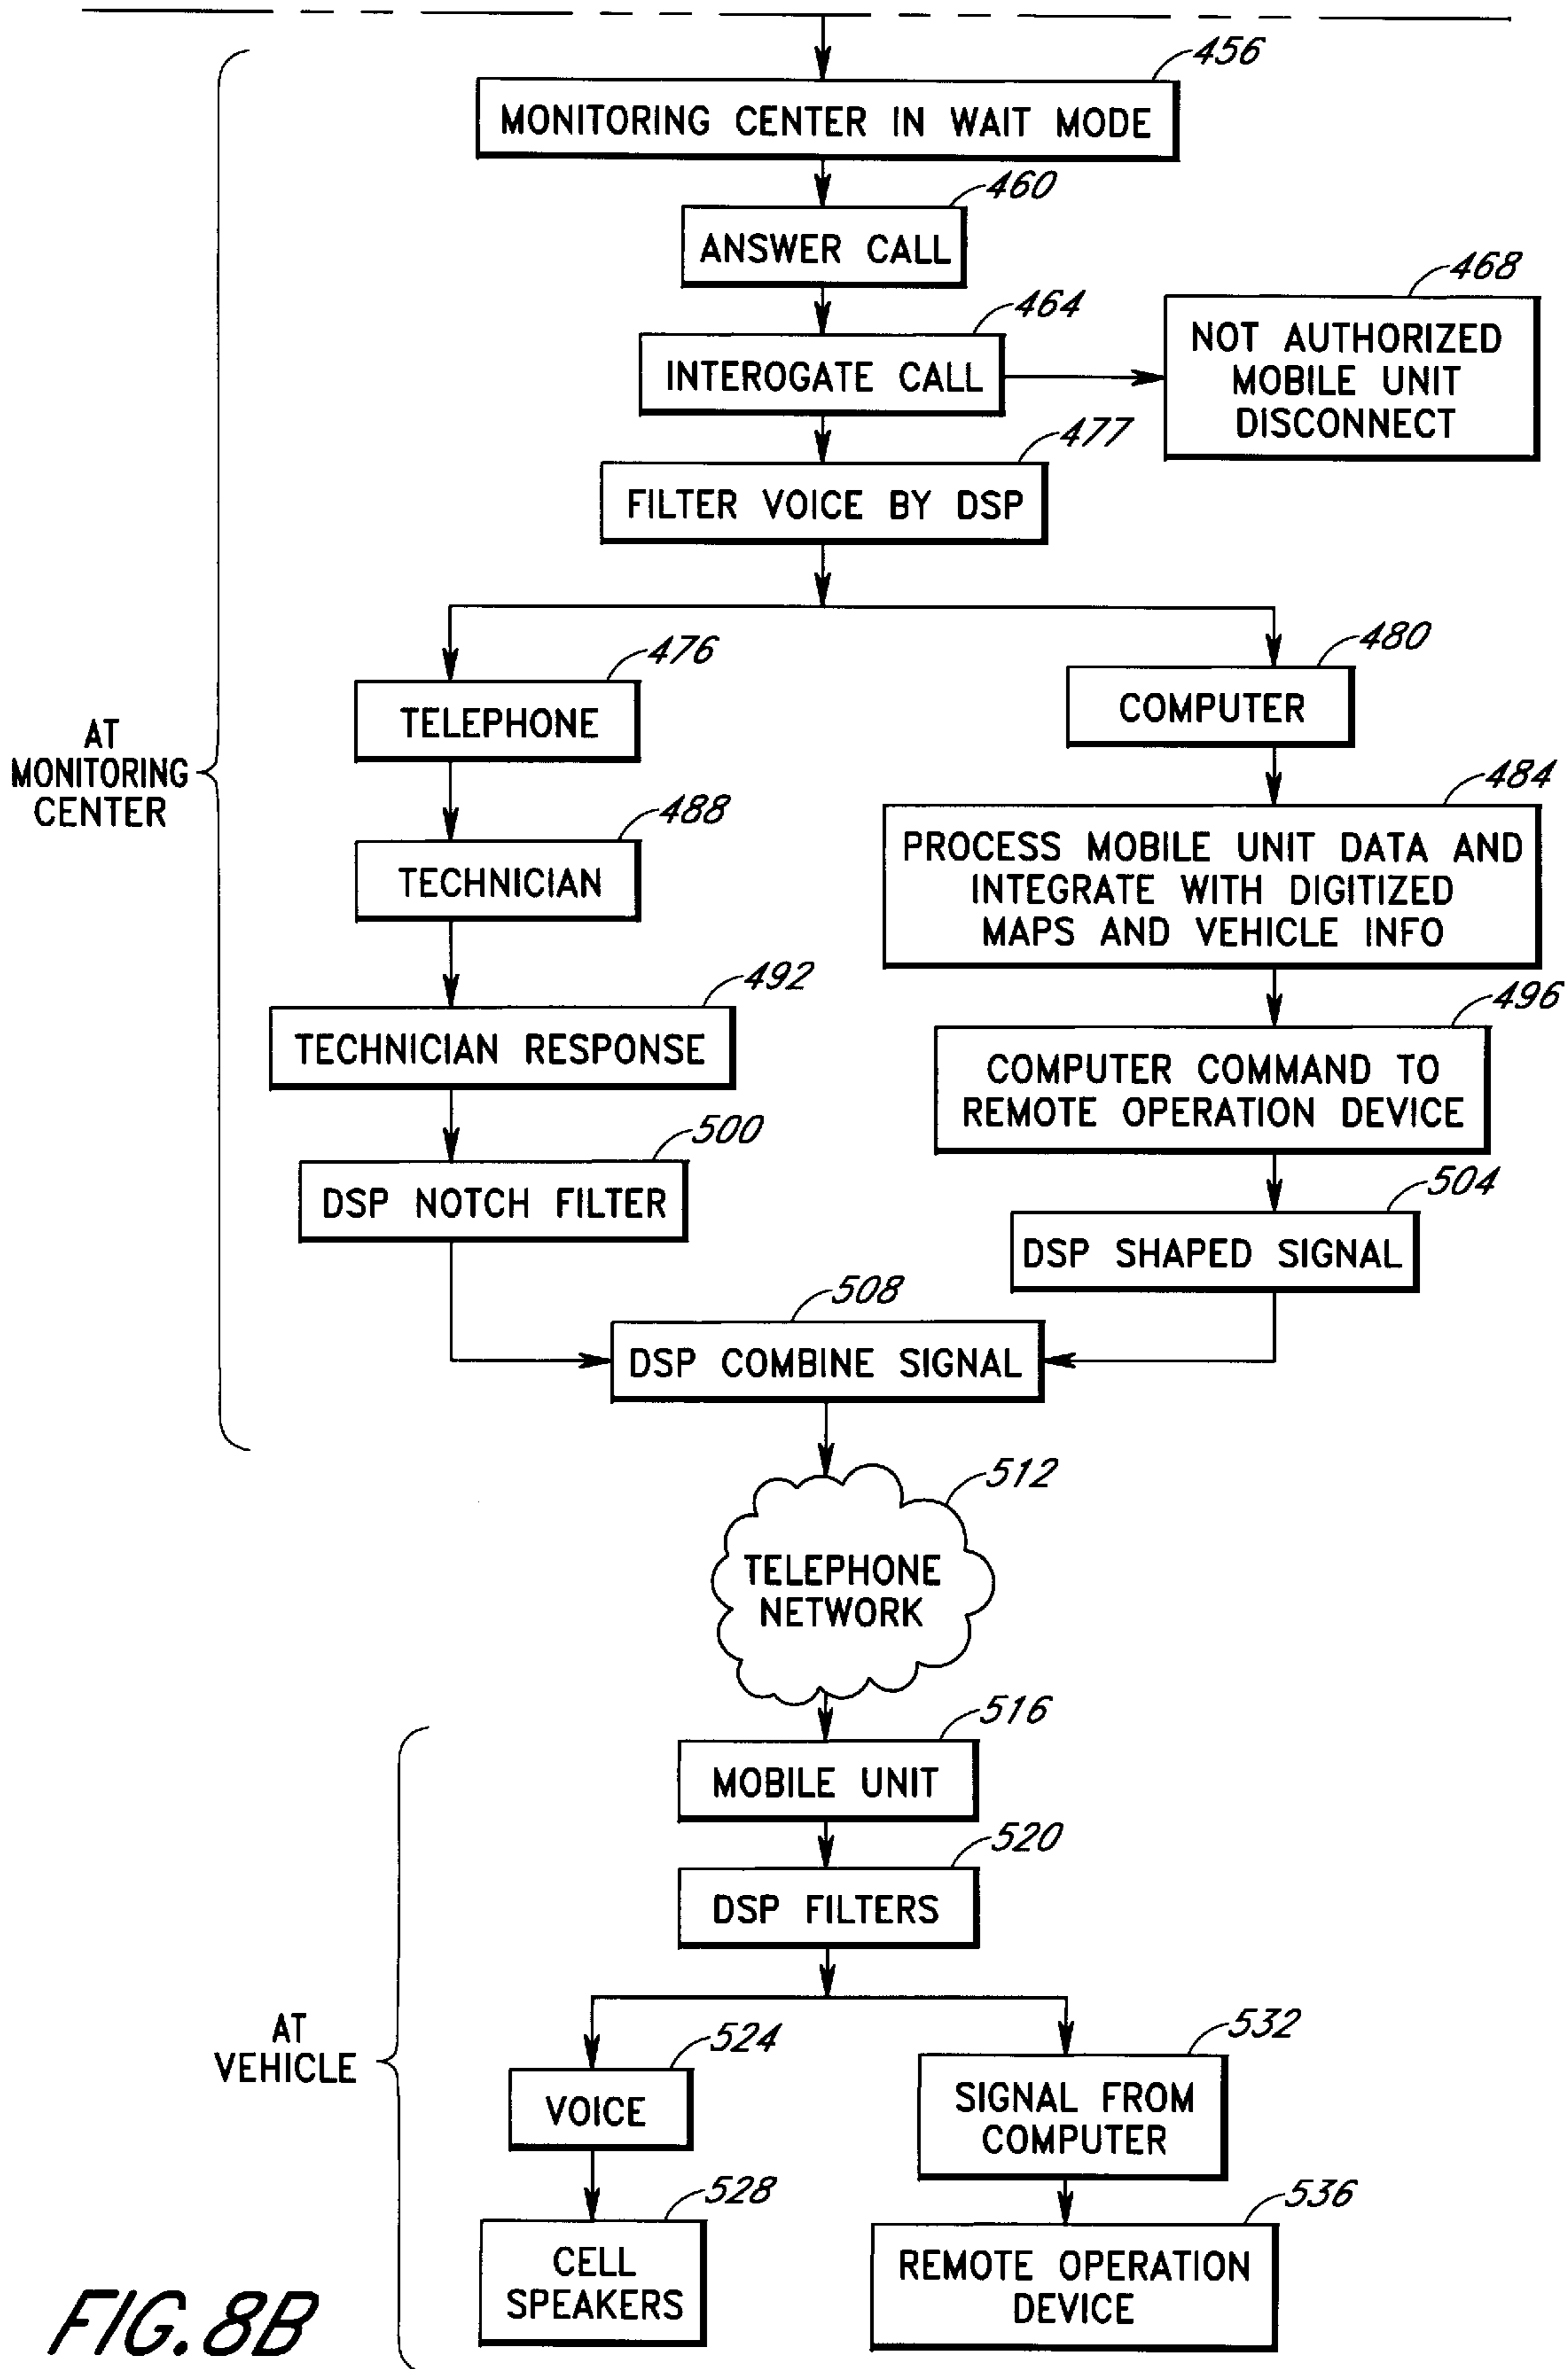 456
MONITORING CENTER IN WAIT MODE
460
ANSWER CALL
468
464
NOT AUTHORIZED
MOBILE UNIT
DISCONNECT
INTEROGATE CALL
477
FILTER VOICE BY DSP
476
480
TELEPHONE
COMPUTER
AT
MONITORING
CENTER
488
484
TECHNICIAN
PROCESS MOBILE UNIT DATA AND
INTEGRATE WITH DIGITIZED
MAPS AND VEHICLE INFO
492
496
TECHNICIAN RESPONSE
COMPUTER COMMAND TO
REMOTE OPERATION DEVICE
500
504
DSP NOTCH FILTER
DSP SHAPED SIGNAL
508
DSP COMBINE SIGNAL
512
TELEPHONE
NETWORK
516
MOBILE UNIT
520
DSP FILTERS
AT
VEHICLE
524
532
VOICE
SIGNAL FROM
COMPUTER
528
536
CELL
SPEAKERS
REMOTE OPERATION
DEVICE
FIG.8B